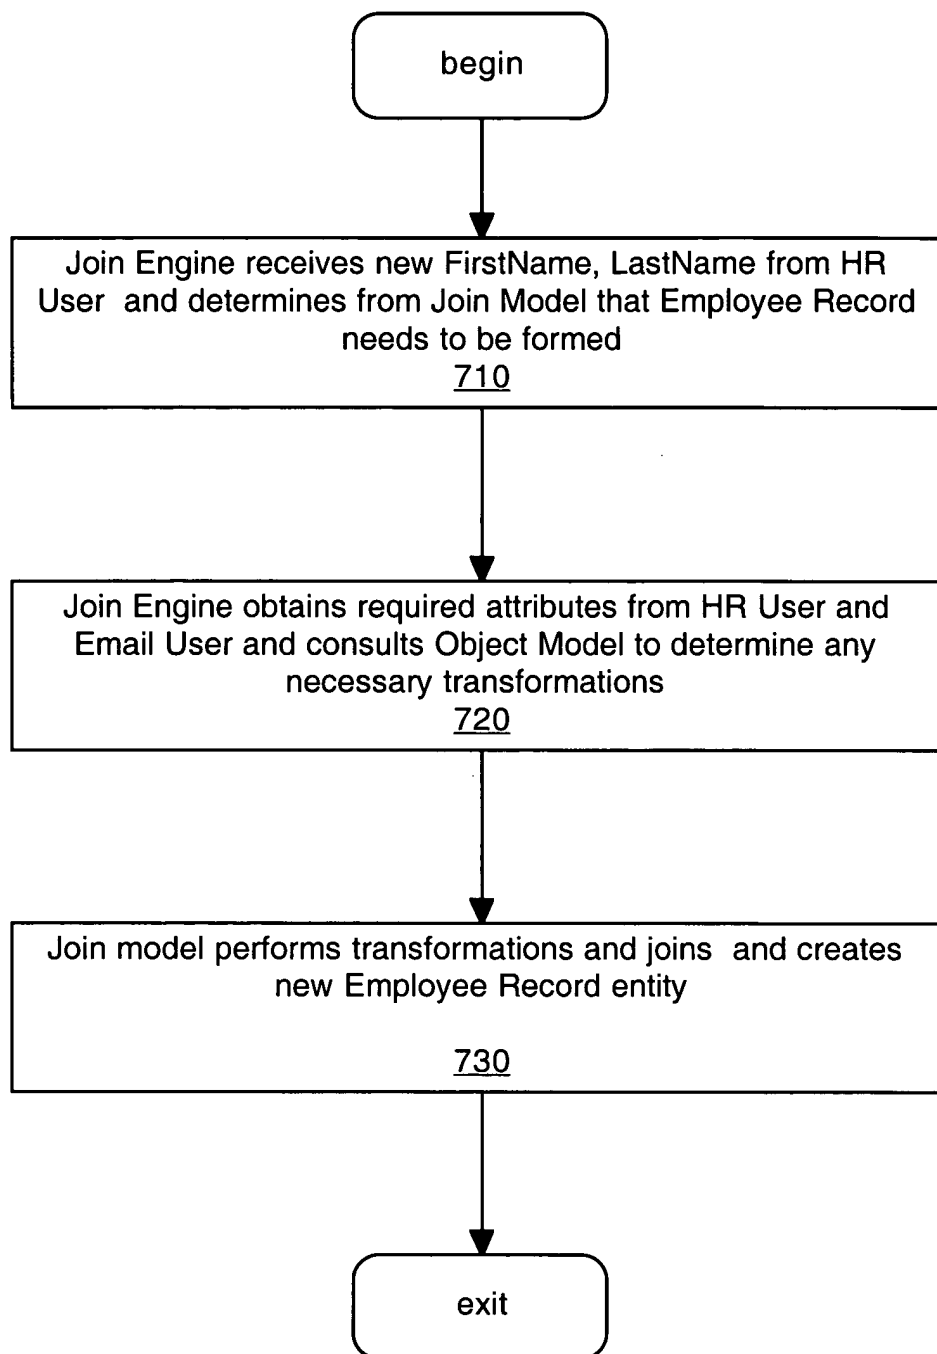 begin
Join Engine receives new FirstName, LastName from HR
User and determines from Join Model that Employee Record
needs to be formed
710
Join Engine obtains required attributes from HR User and
Email User and consults Object Model to determine any
necessary transformations
720
Join model performs transformations and joins and creates
new Employee Record entity
730
exit